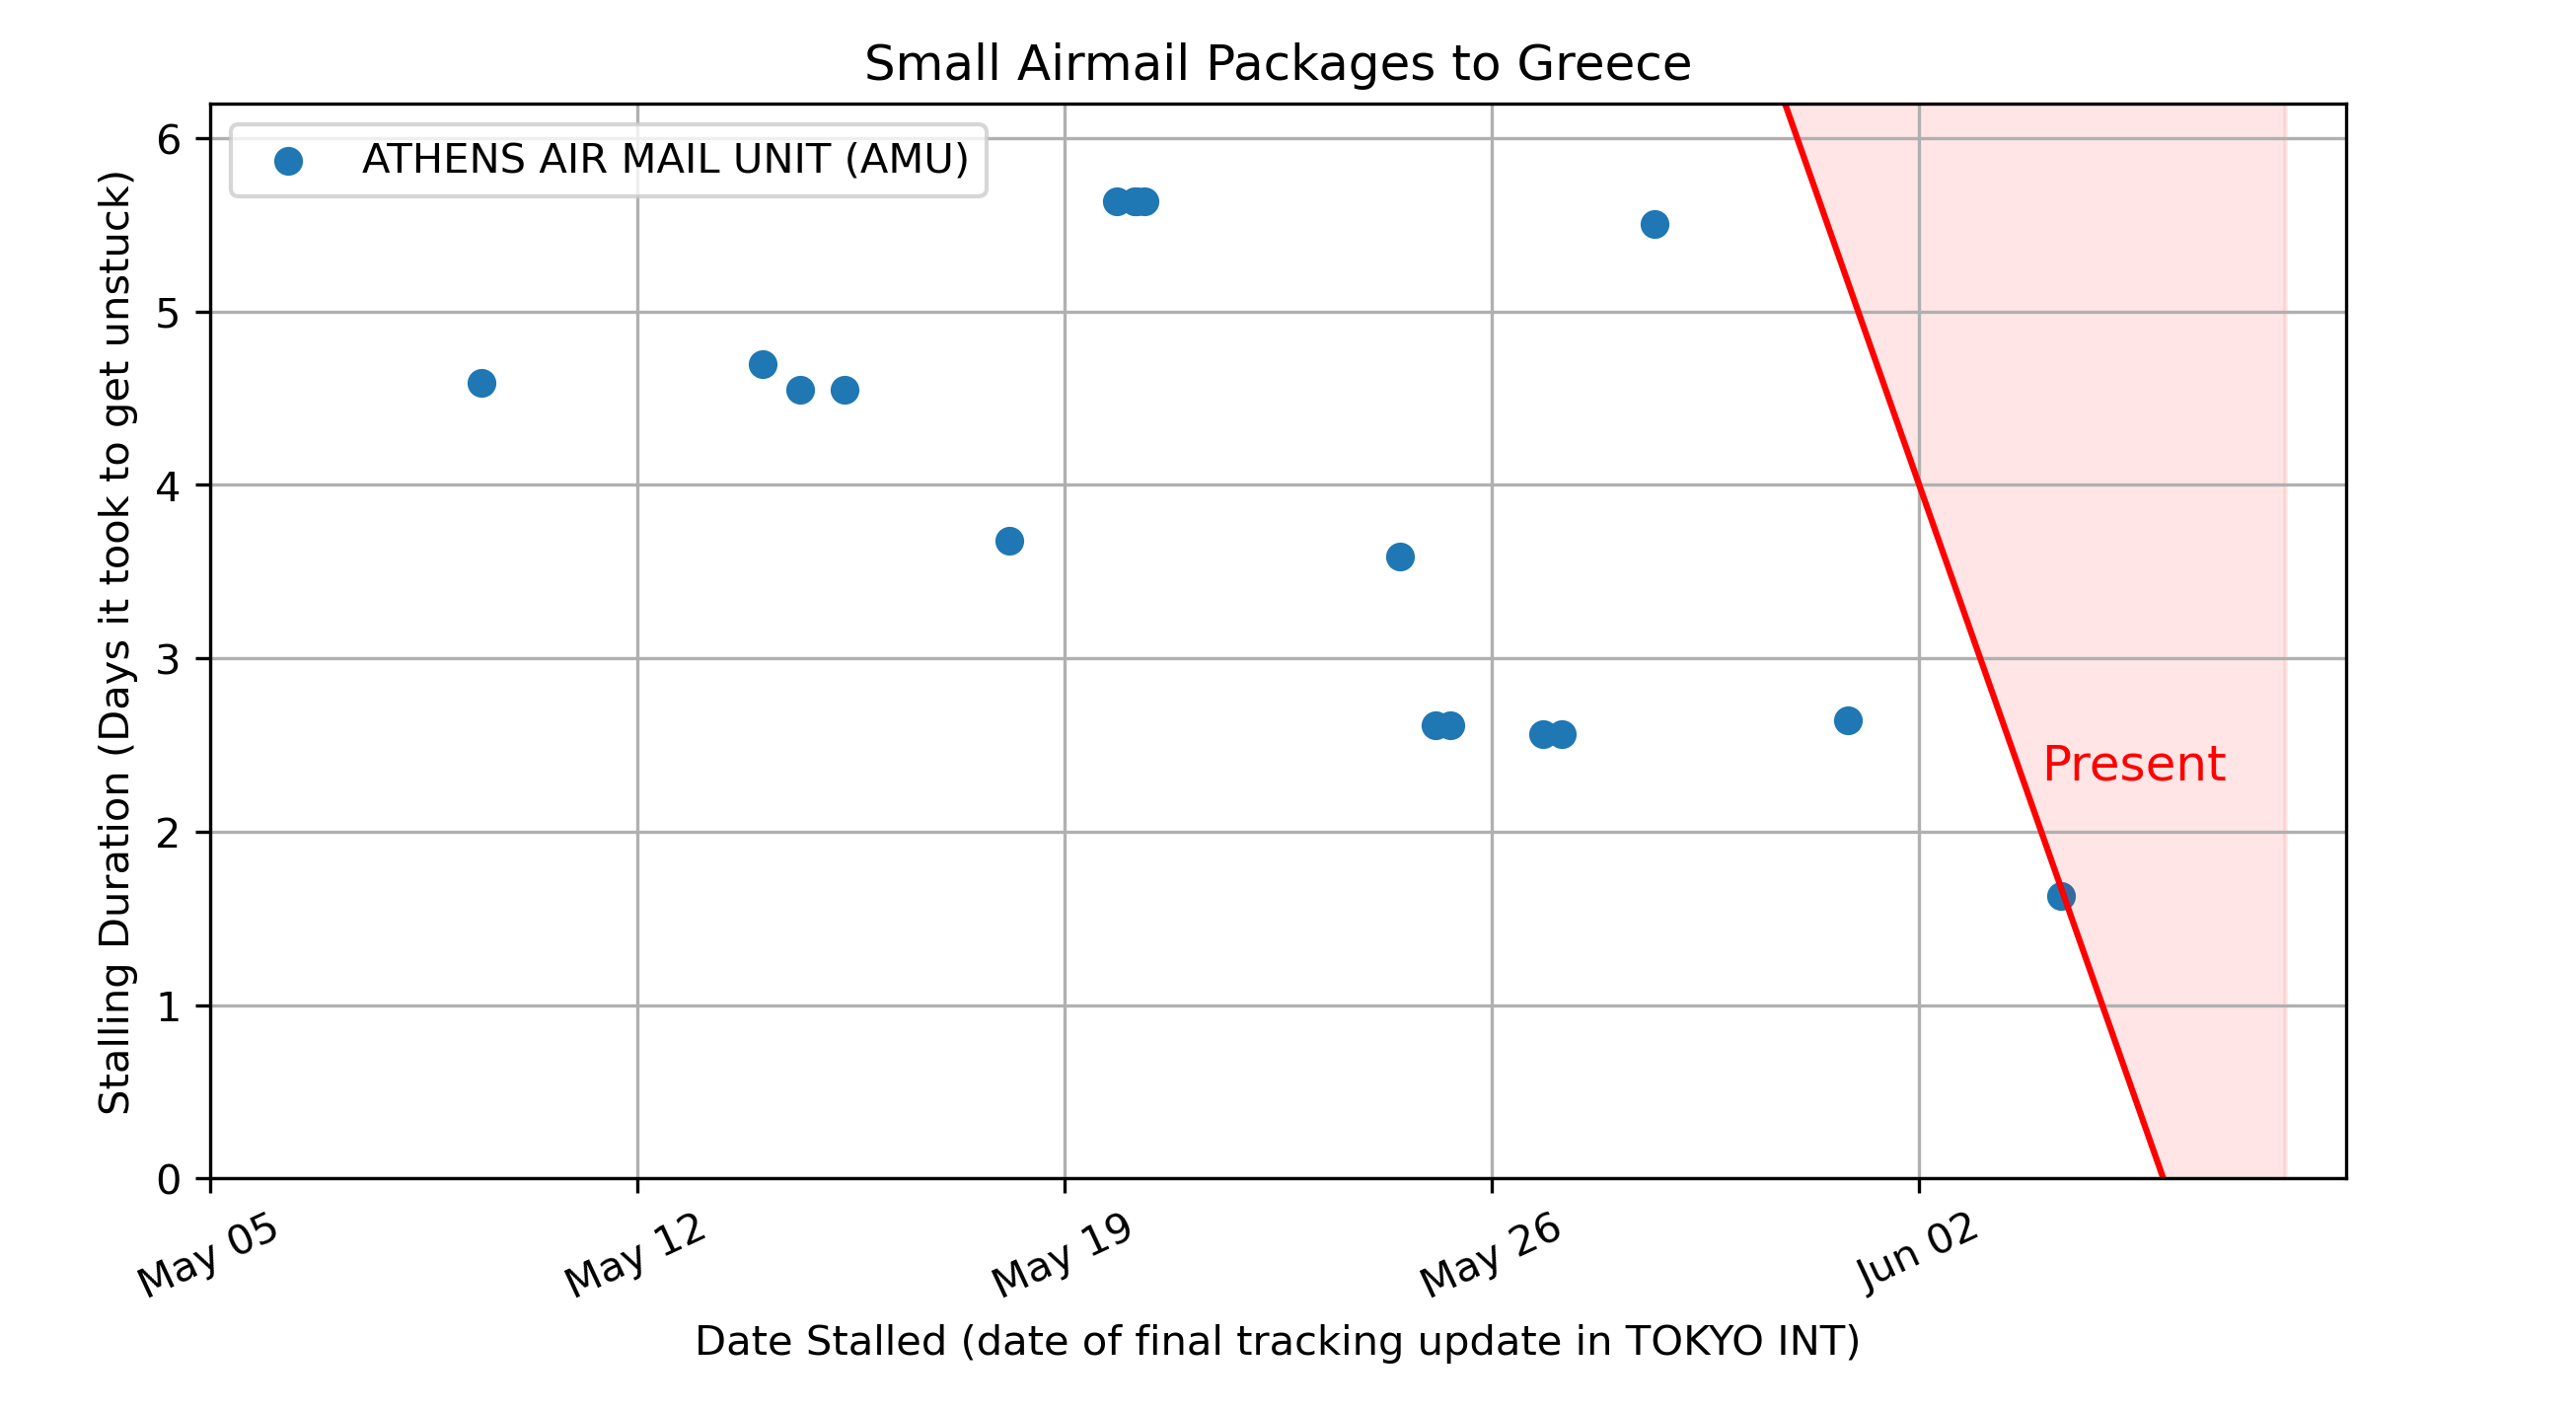 Small Airmail Packages to Greece
ATHENS AIR MAIL UNIT (AMU)
Stalling Duration (Days it took to get unstuck)
6
5
4
3
2
1
0
Present
May 05
May 12
May 19
May 26
Jun 02
Date Stalled (date of final tracking update in TOKYO INT)